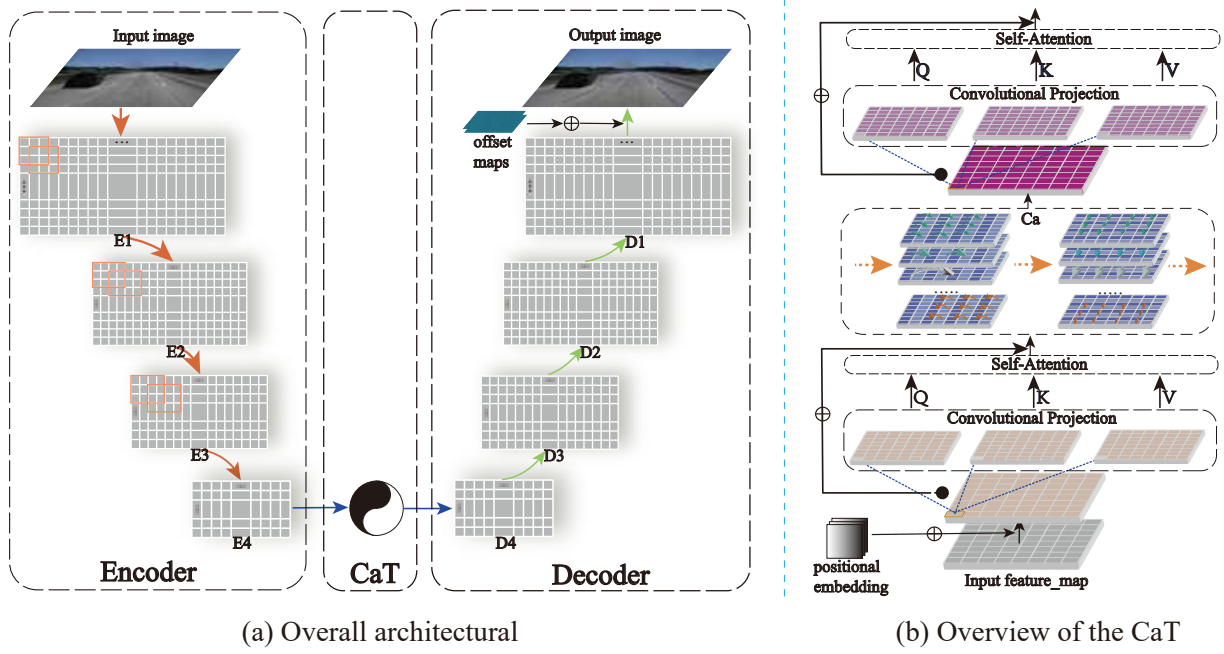 Input image
E1
E2
E3
E4
Encoder
CaT
Output image
offset
maps
D1
D2
D3
D4
Decoder
(a) Overall architectural
Self-Attention
Q K V
Convolutional Projection
Ca
Self-Attention
Q K V
Convolutional Projection
positional
embedding
Input feature_map
(b) Overview of the CaT